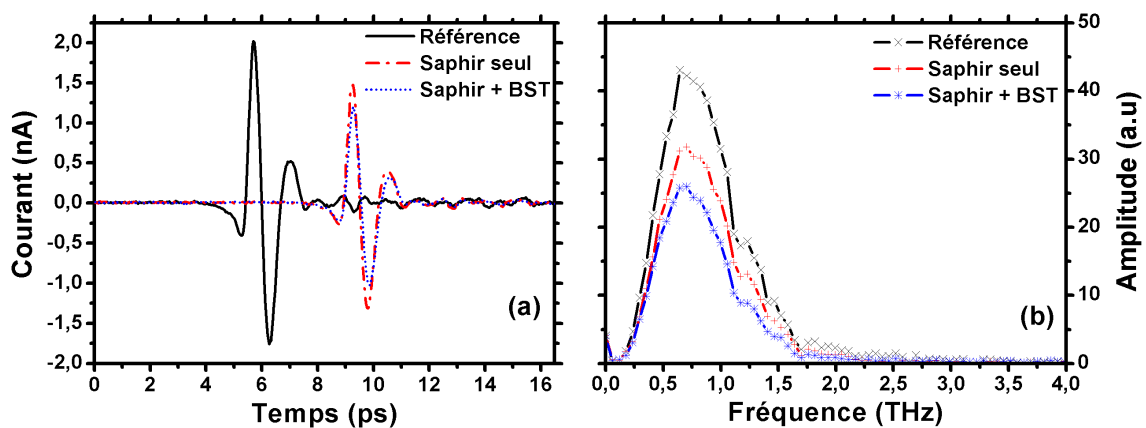 Référence
Saphir seul
Saphir + BST
2,0
1,5
1,0
0,5
0,0
-0,5
-1,0
-1,5
-2,0
Courant (nA)
(a)
0 2 4 6 8 10 12 14 16
Temps (ps)
Référence
Saphir seul
Saphir + BST
50
40
30
20
10
0
Amplitude (a.u)
(b)
0,0 0,5 1,0 1,5 2,0 2,5 3,0 3,5 4,0
Fréquence (THz)